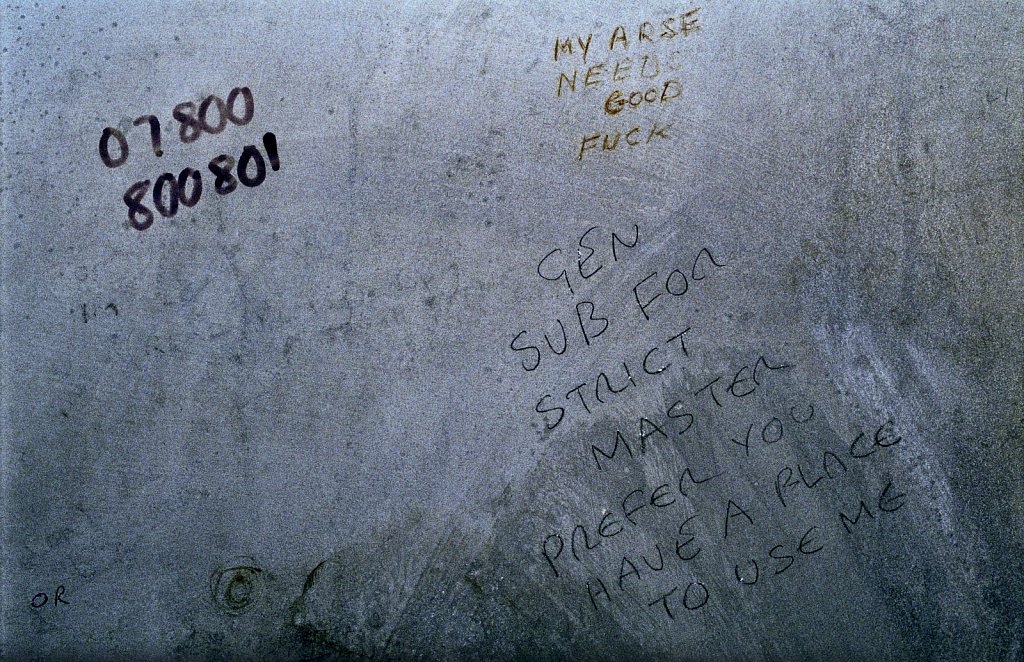 07800
800801
MY ARSE
NEEDS
GOOD
FUCK
GEN
SUB FOR
STRICT
MASTER
PREFER YOU
HAVE A PLACE
TO USE ME
OR